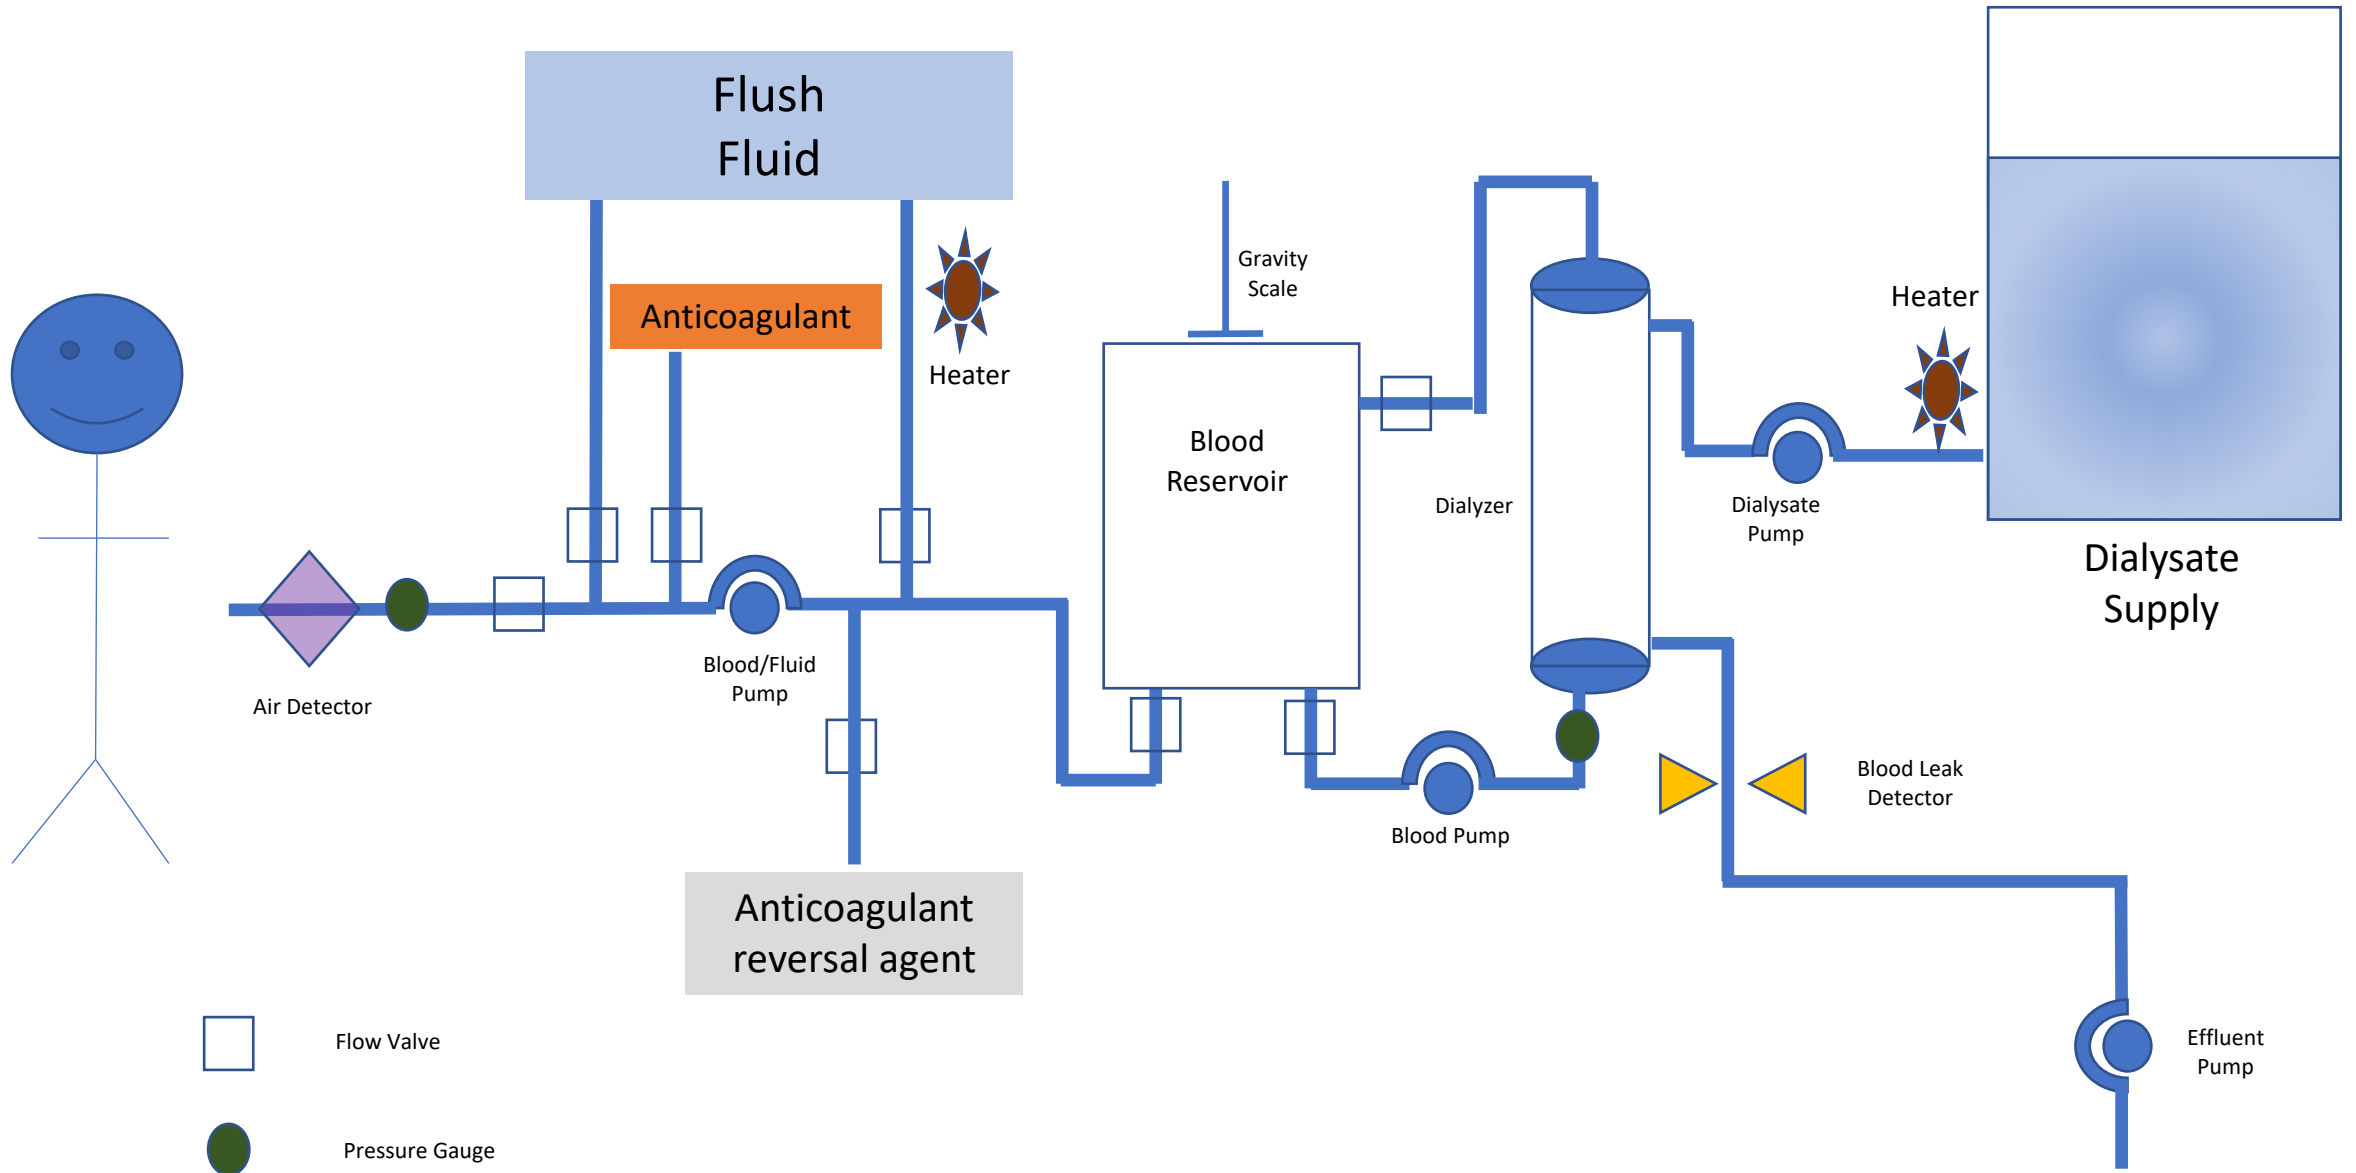 Flush
Fluid
Anticoagulant
Heater
Gravity
Scale
Blood
Reservoir
Dialyzer
Heater
Dialysate
Pump
Dialysate
Supply
Air Detector
Blood/Fluid
Pump
Blood Pump
Blood Leak
Detector
Anticoagulant
reversal agent
Effluent
Pump
Flow Valve
Pressure Gauge